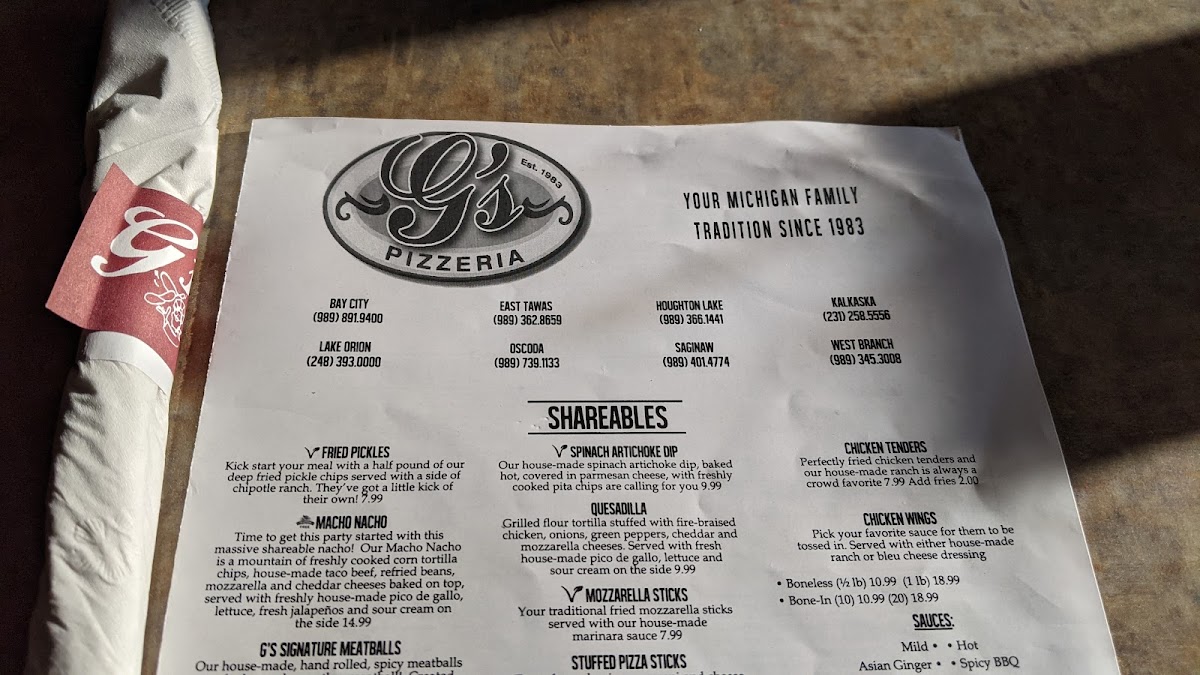 G
G's
Est. 1983
PIZZERIA
YOUR MICHIGAN FAMILY
TRADITION SINCE 1983
BAY CITY
(989) 891.9400
EAST TAWAS
(989) 362.8659
HOUGHTON LAKE
(989) 366.1441
KALKASKA
(231) 258.5556
LAKE ORION
(248) 393.0000
OSCODA
(989) 739.1133
SAGINAW
(989) 401.4774
WEST BRANCH
(989) 345.3008
SHAREABLES
FRIED PICKLES
Kick start your meal with a half pound of our
deep fried pickle chips served with a side of
chipotle ranch. They've got a little kick of
their own! 7.99
MACHO NACHO
Time to get this party started with this
massive shareable nacho! Our Macho Nacho
is a mountain of freshly cooked corn tortilla
chips, house-made taco beef, refried beans,
mozzarella and cheddar cheeses baked on top,
served with freshly house-made pico de gallo,
lettuce, fresh jalapeños and sour cream on
the side 14.99
G'S SIGNATURE MEATBALLS
Our house-made, hand rolled, spicy meatballs
SPINACH ARTICHOKE DIP
Our house-made spinach artichoke dip, baked
hot, covered in parmesan cheese, with freshly
cooked pita chips are calling for you 9.99
QUESADILLA
Grilled flour tortilla stuffed with fire-braised
chicken, onions, green peppers, cheddar and
mozzarella cheeses. Served with fresh
house-made pico de gallo, lettuce and
sour cream on the side 9.99
MOZZARELLA STICKS
Your traditional fried mozzarella sticks
served with our house-made
marinara sauce 7.99
STUFFED PIZZA STICKS
CHICKEN TENDERS
Perfectly fried chicken tenders and
our house-made ranch is always a
crowd favorite 7.99 Add fries 2.00
CHICKEN WINGS
Pick your favorite sauce for them to be
tossed in. Served with either house-made
ranch or bleu cheese dressing
• Boneless (½ lb) 10.99 (1 lb) 18.99
• Bone-In (10) 10.99 (20) 18.99
SAUCES:
Mild • • Hot
Asian Ginger • • Spicy BBQ